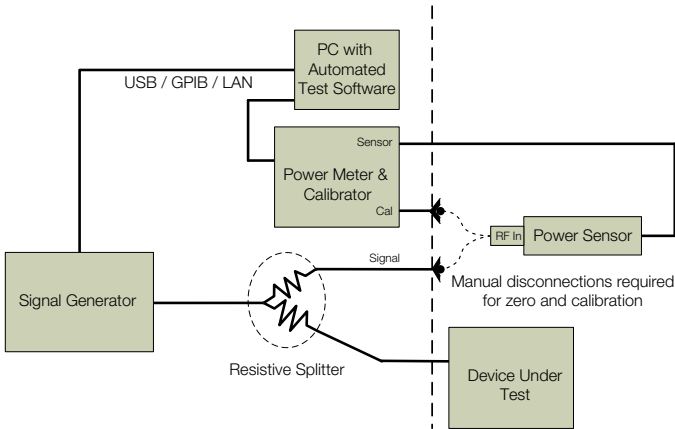 PC with
Automated
Test Software
USB / GPIB / LAN
Sensor
Power Meter &
Calibrator
Cal
RF In
Power Sensor
Signal
Manual disconnections required
for zero and calibration
Signal Generator
Resistive Splitter
Device Under
Test